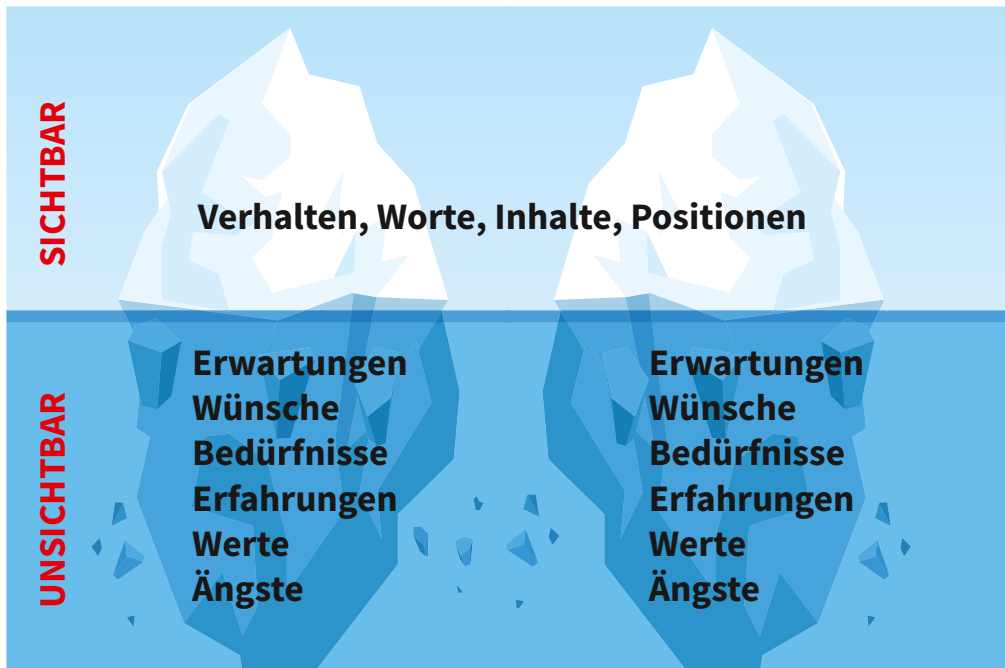 SICHTBAR
Verhalten, Worte, Inhalte, Positionen
UNSICHTBAR
Erwartungen
Wünsche
Bedürfnisse
Erfahrungen
Werte
Ängste
Erwartungen
Wünsche
Bedürfnisse
Erfahrungen
Werte
Ängste